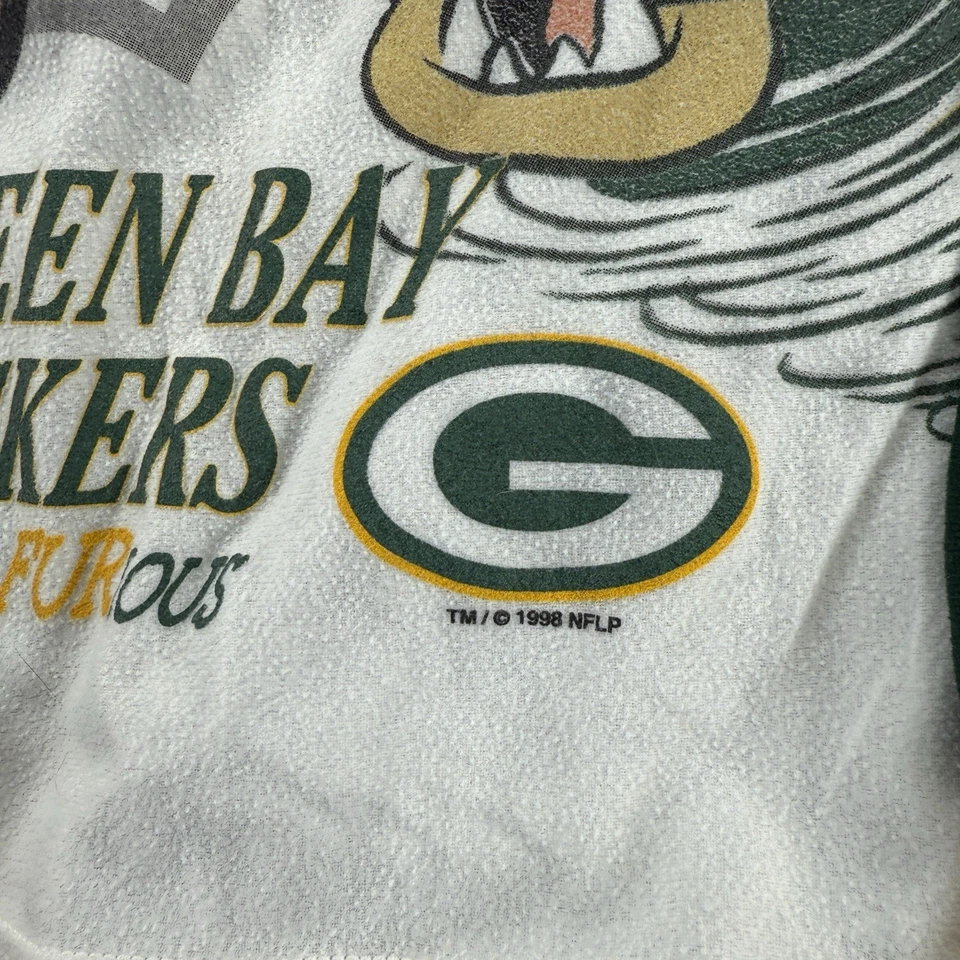 EEN BAY
KERS
FURIOUS
G
TM / © 1998 NFLP